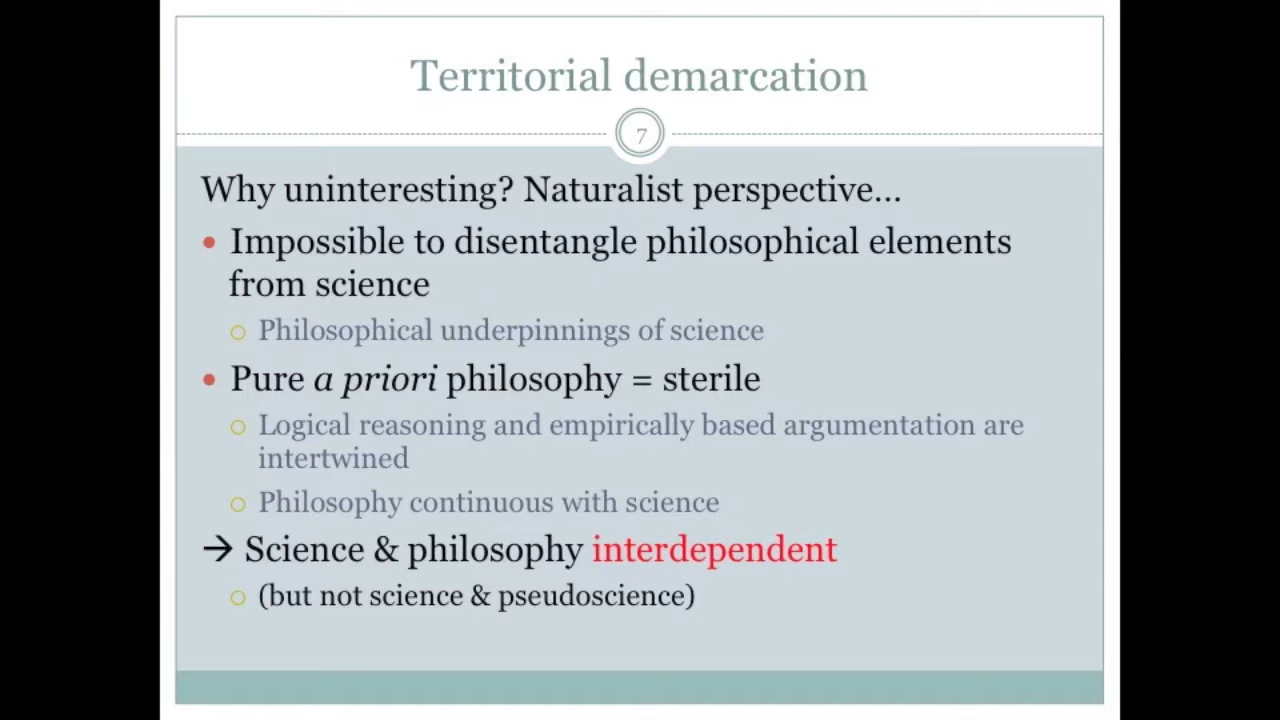 Territorial demarcation
7
Why uninteresting? Naturalist perspective...
• Impossible to disentangle philosophical elements
from science
○ Philosophical underpinnings of science
• Pure a priori philosophy = sterile
○ Logical reasoning and empirically based argumentation are
intertwined
○ Philosophy continuous with science
→ Science & philosophy interdependent
○ (but not science & pseudoscience)